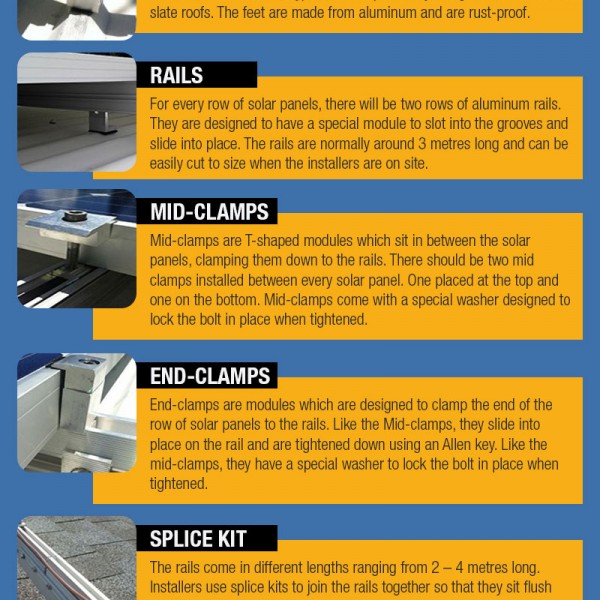 slate roofs. The feet are made from aluminum and are rust-proof.
RAILS
For every row of solar panels, there will be two rows of aluminum rails.
They are designed to have a special module to slot into the grooves and
slide into place. The rails are normally around 3 metres long and can be
easily cut to size when the installers are on site.
MID-CLAMPS
Mid-clamps are T-shaped modules which sit in between the solar
panels, clamping them down to the rails. There should be two mid
clamps installed between every solar panel. One placed at the top and
one on the bottom. Mid-clamps come with a special washer designed to
lock the bolt in place when tightened.
END-CLAMPS
End-clamps are modules which are designed to clamp the end of the
row of solar panels to the rails. Like the Mid-clamps, they slide into
place on the rail and are tightened down using an Allen key. Like the
mid-clamps, they have a special washer to lock the bolt in place when
tightened.
SPLICE KIT
The rails come in different lengths ranging from 2 – 4 metres long.
Installers use splice kits to join the rails together so that they sit flush